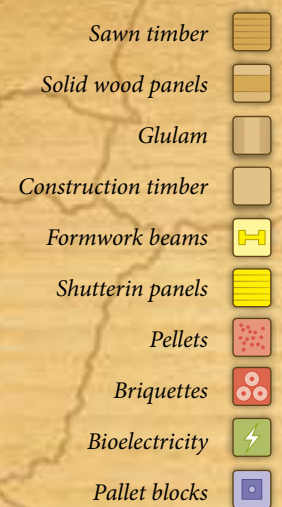 Sawn timber
Solid wood panels
Glulam
Construction timber
Formwork beams
Shutterin panels
Pellets
Briquettes
Bioelectricity
Pallet blocks